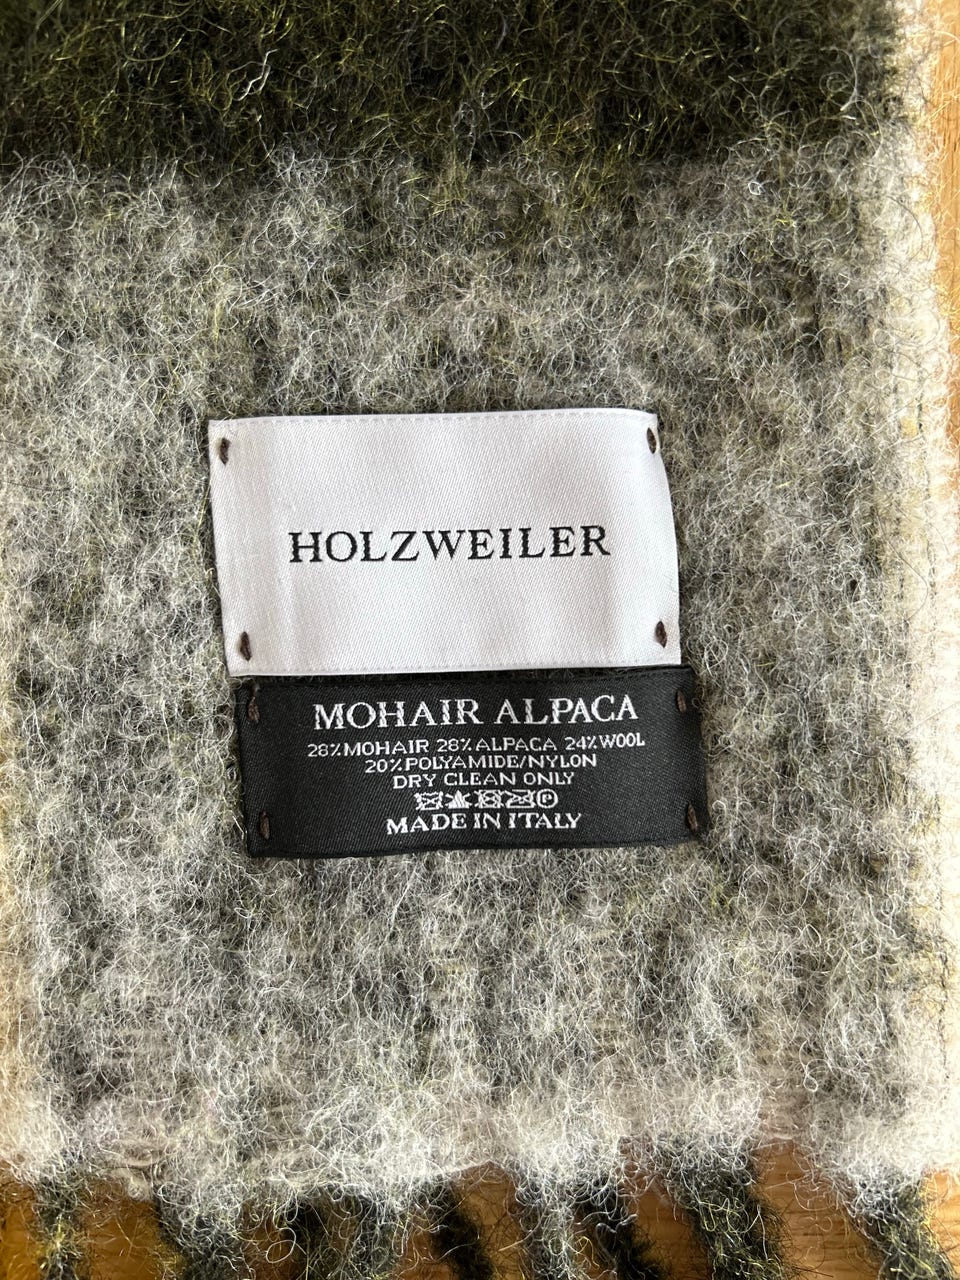 HOLZWEILER
MOHAIR ALPACA
28%MOHAIR 28%ALPACA 24%WOOL
20%POLYAMIDE/NYLON
DRY CLEAN ONLY
MADE IN ITALY